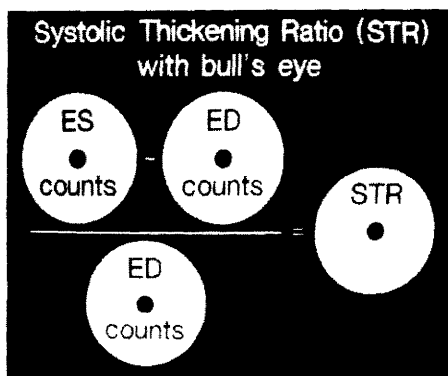 Systolic Thickening Ratio (STR)
with bull's eye
ES
counts
-
ED
counts
=
STR
ED
counts